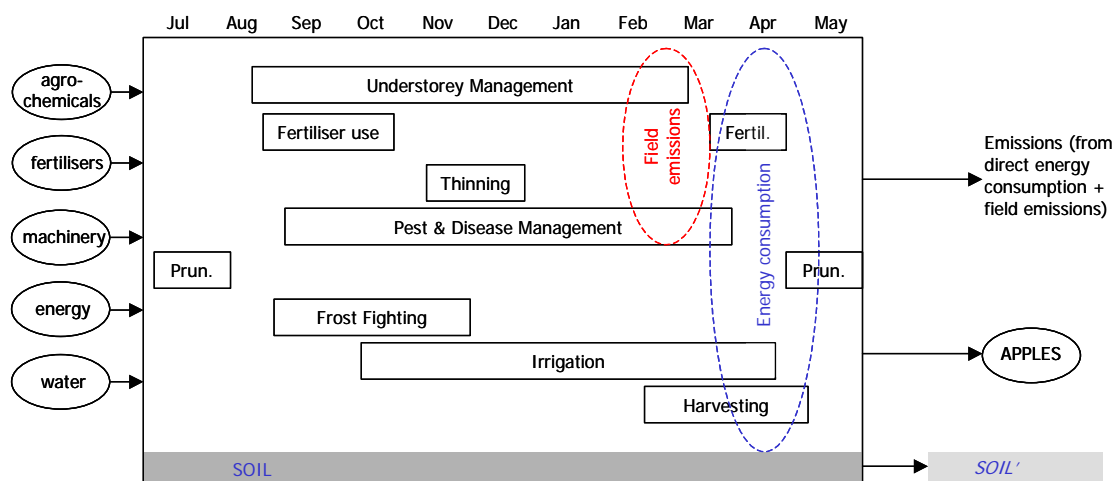 Jul Aug Sep Oct Nov Dec Jan Feb Mar Apr May
agro-
chemicals
fertilisers
machinery
energy
water
Understorey Management
Fertiliser use
Fertil.
Thinning
Pest & Disease Management
Prun.
Prun.
Frost Fighting
Irrigation
Harvesting
Field
emissions
Energy consumption
Emissions (from
direct energy
consumption +
field emissions)
APPLES
SOIL
SOIL'